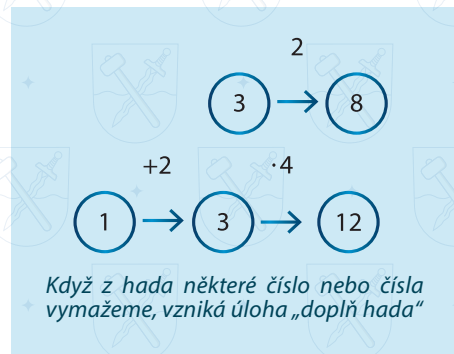 2
3 → 8
+2 ·4
1 → 3 → 12
Když z hada některé číslo nebo čísla
vymažeme, vzniká úloha „doplň hada“